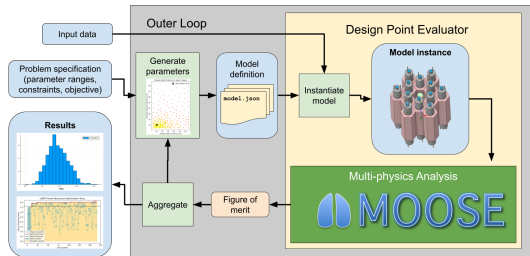 Outer Loop
Design Point Evaluator
Input data
Problem specification
(parameter ranges,
constraints, objective)
Generate
parameters
Model
definition
model.json
Instantiate
model
Model instance
Results
Aggregate
Figure of
merit
Multi-physics Analysis
MOOSE